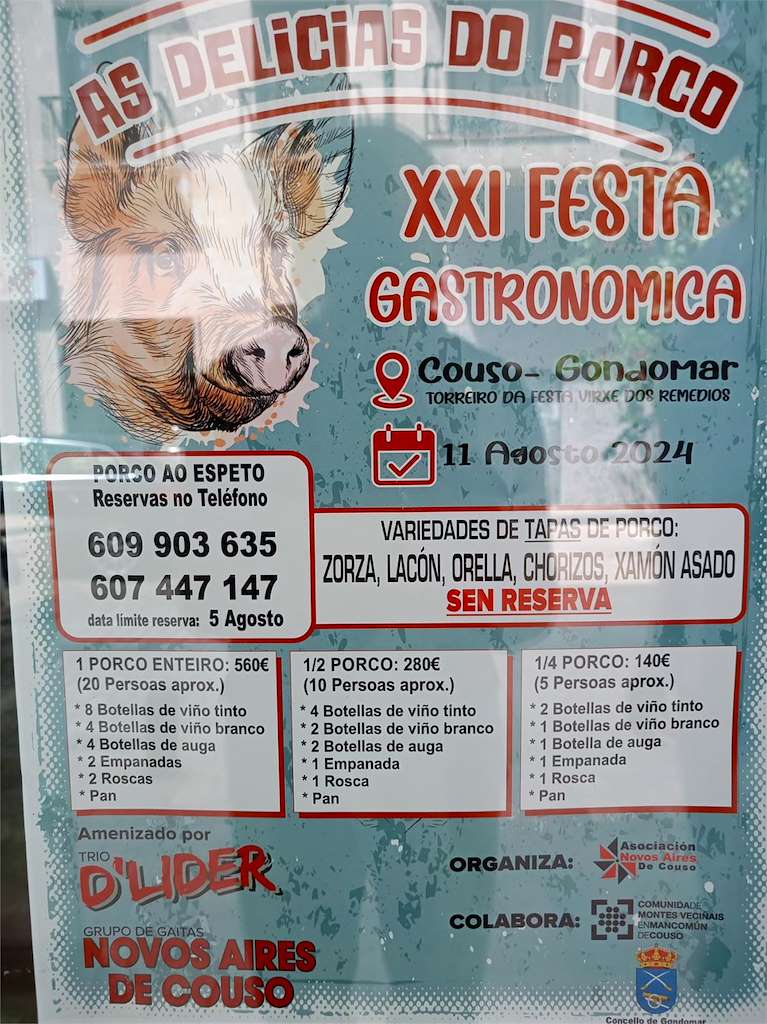 AS DELICIAS DO PORCO
XXI FESTA
GASTRONOMICA
Couso- Gondomar
TORREIRO DA FESTA VIRXE DOS REMEDIOS
11 Agosto 2024
PORCO AO ESPETO
Reservas no Teléfono
609 903 635
607 447 147
data límite reserva: 5 Agosto
VARIEDADES DE TAPAS DE PORCO:
ZORZA, LACÓN, ORELLA, CHORIZOS, XAMÓN ASADO
SEN RESERVA
1 PORCO ENTEIRO: 560€
(20 Persoas aprox.)
* 8 Botellas de viño tinto
* 4 Botellas de viño branco
* 4 Botellas de auga
* 2 Empanadas
* 2 Roscas
* Pan
1/2 PORCO: 280€
(10 Persoas aprox.)
* 4 Botellas de viño tinto
* 2 Botellas de viño branco
* 2 Botellas de auga
* 1 Empanada
* 1 Rosca
* Pan
1/4 PORCO: 140€
(5 Persoas aprox.)
* 2 Botellas de viño tinto
* 1 Botellas de viño branco
* 1 Botella de auga
* 1 Empanada
* 1 Rosca
* Pan
Amenizado por
TRIO
D'LIDER
GRUPO DE GAITAS
NOVOS AIRES
DE COUSO
ORGANIZA:
Asociación
Novos Aires
De Couso
COLABORA:
COMUNIDADE
MONTES VECIÑAIS
EN MANCOMÚN
DE COUSO
Concello de Gondomar